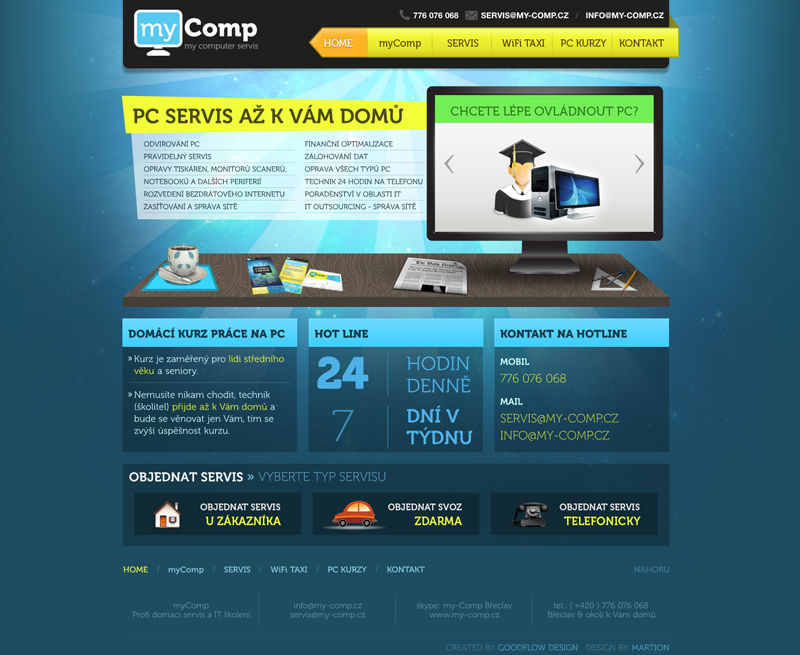 my Comp
my computer servis
776 076 068 SERVIS@MY-COMP.CZ / INFO@MY-COMP.CZ
HOME myComp SERVIS WiFi TAXI PC KURZY KONTAKT
PC SERVIS AŽ K VÁM DOMŮ
ODVIROVÁNÍ PC
PRAVIDELNÝ SERVIS
OPRAVY TISKÁREN, MONITORŮ SCANERŮ,
NOTEBOOKŮ A DALŠÍCH PERIFERIÍ
ROZVEDENÍ BEZDRÁTOVÉHO INTERNETU
ZASÍŤOVÁNÍ A SPRÁVA SÍTĚ
FINANČNÍ OPTIMALIZACE
ZÁLOHOVÁNÍ DAT
OPRAVA VŠECH TYPŮ PC
TECHNIK 24 HODIN NA TELEFONU
PORADENSTVÍ V OBLASTI IT
IT OUTSOURCING - SPRÁVA SÍTĚ
CHCETE LÉPE OVLÁDNOUT PC?
DOMÁCÍ KURZ PRÁCE NA PC
» Kurz je zaměřený pro lidi středního
věku a seniory.
» Nemusíte nikam chodit, technik
(školitel) přijde až k Vám domů a
bude se věnovat jen Vám, tím se
zvýší úspěšnost kurzu.
HOT LINE
24 HODIN
DENNĚ
7 DNÍ V
TÝDNU
KONTAKT NA HOTLINE
MOBIL
776 076 068
MAIL
SERVIS@MY-COMP.CZ
INFO@MY-COMP.CZ
OBJEDNAT SERVIS » VYBERTE TYP SERVISU
OBJEDNAT SERVIS
U ZÁKAZNÍKA
OBJEDNAT SVOZ
ZDARMA
OBJEDNAT SERVIS
TELEFONICKY
HOME / myComp / SERVIS / WiFi TAXI / PC KURZY / KONTAKT
NAHORU
myComp
Profi domací servis a IT školení
info@my-comp.cz
servis@my-comp.cz
skype: my-Comp Břeclav
www.my-comp.cz
tel.: ( +420 ) 776 076 068
Břeclav & okolí k Vám domů
CREATED BY GOODFLOW DESIGN DESIGN BY MARTION